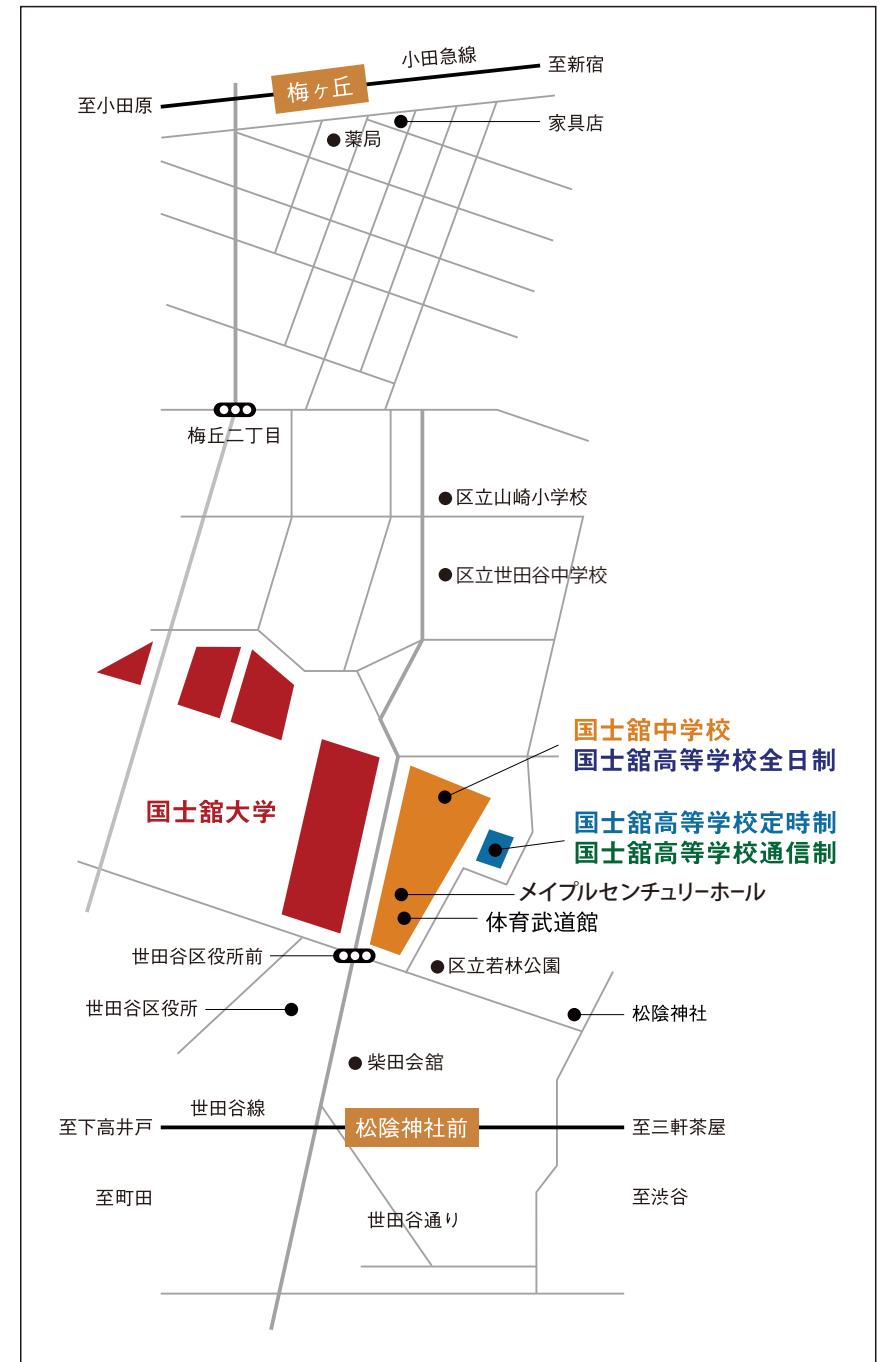 小田急線
至新宿
梅ヶ丘
至小田原
家具店
薬局
梅丘二丁目
区立山崎小学校
区立世田谷中学校
国士舘中学校
国士舘高等学校全日制
国士舘大学
国士舘高等学校定時制
国士舘高等学校通信制
メイプルセンチュリーホール
体育武道館
世田谷区役所前
区立若林公園
世田谷区役所
松陰神社
柴田会舘
世田谷線
至下高井戸
松陰神社前
至三軒茶屋
至町田
至渋谷
世田谷通り